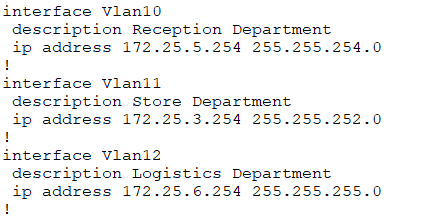 interface Vlan10
 description Reception Department
 ip address 172.25.5.254 255.255.254.0
!
interface Vlan11
 description Store Department
 ip address 172.25.3.254 255.255.252.0
!
interface Vlan12
 description Logistics Department
 ip address 172.25.6.254 255.255.255.0
!